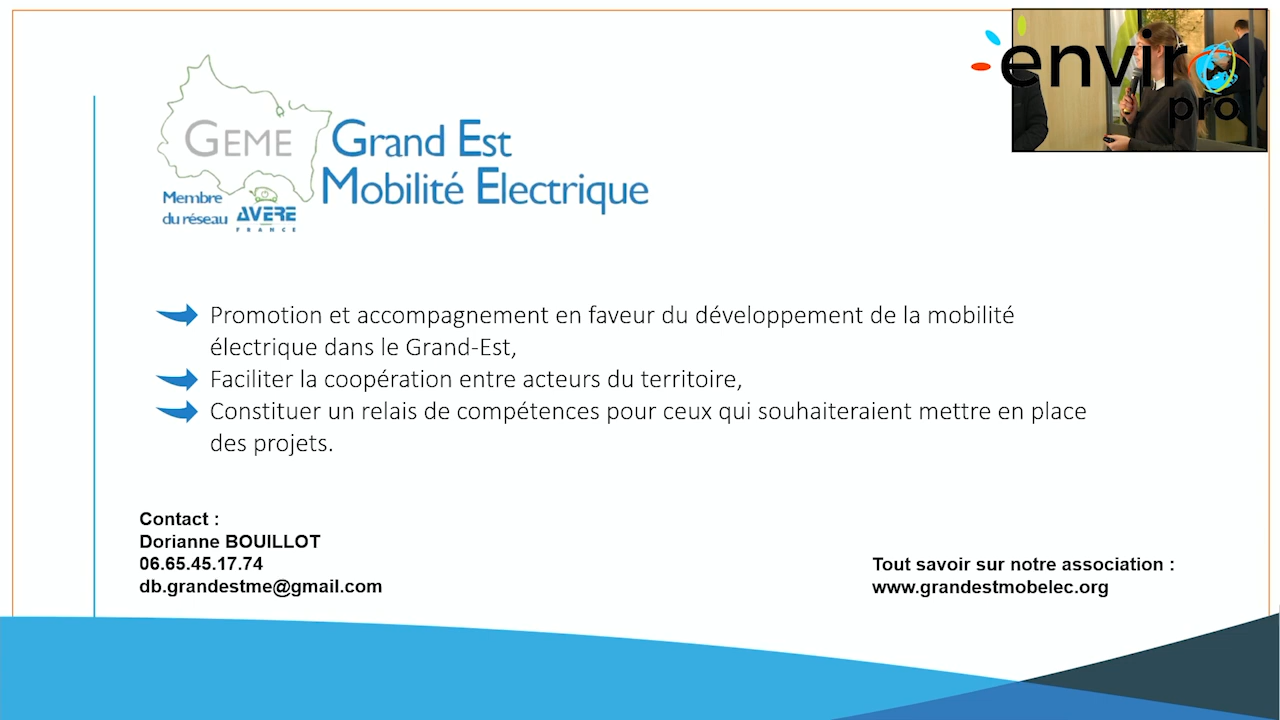 enviro
pro
GEME
Grand Est
Mobilité Electrique
Membre
du réseau
AVERE
FRANCE
Promotion et accompagnement en faveur du développement de la mobilité
électrique dans le Grand-Est,
Faciliter la coopération entre acteurs du territoire,
Constituer un relais de compétences pour ceux qui souhaiteraient mettre en place
des projets.
Contact :
Dorianne BOUILLOT
06.65.45.17.74
db.grandestme@gmail.com
Tout savoir sur notre association :
www.grandestmobelec.org